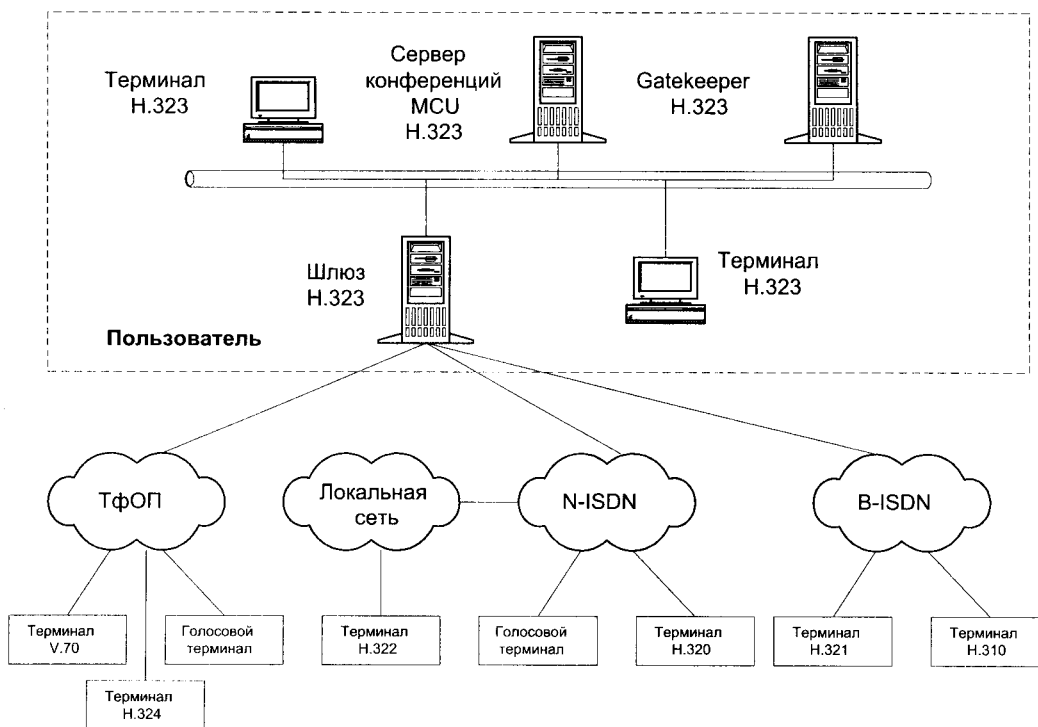 Терминал
Н.323
Сервер
конференций
MCU
Н.323
Gatekeeper
Н.323
Шлюз
Н.323
Терминал
Н.323
Пользователь
ТфОП
Локальная
сеть
N-ISDN
B-ISDN
Терминал
V.70
Голосовой
терминал
Терминал
Н.322
Голосовой
терминал
Терминал
Н.320
Терминал
Н.321
Терминал
Н.310
Терминал
Н.324